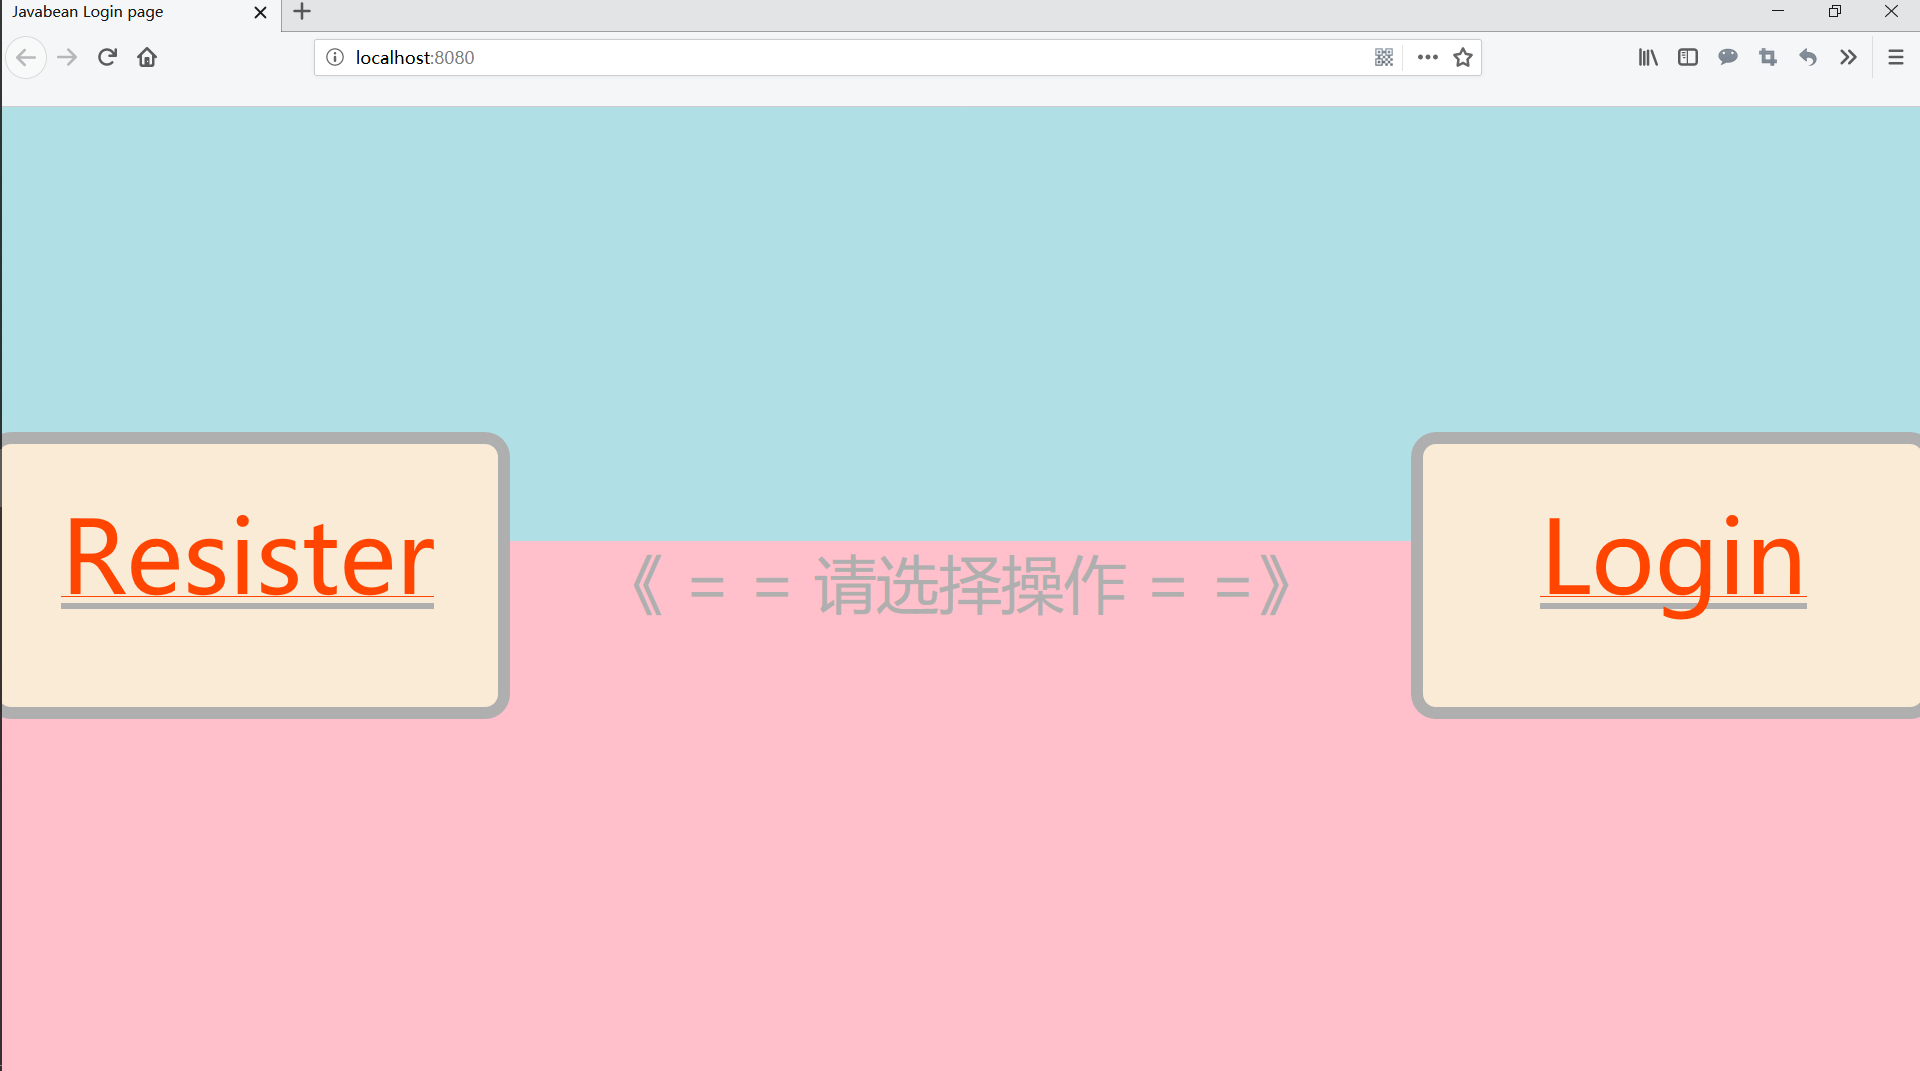 Javabean Login page
localhost:8080
Resister
《 = = 请选择操作 = =》
Login